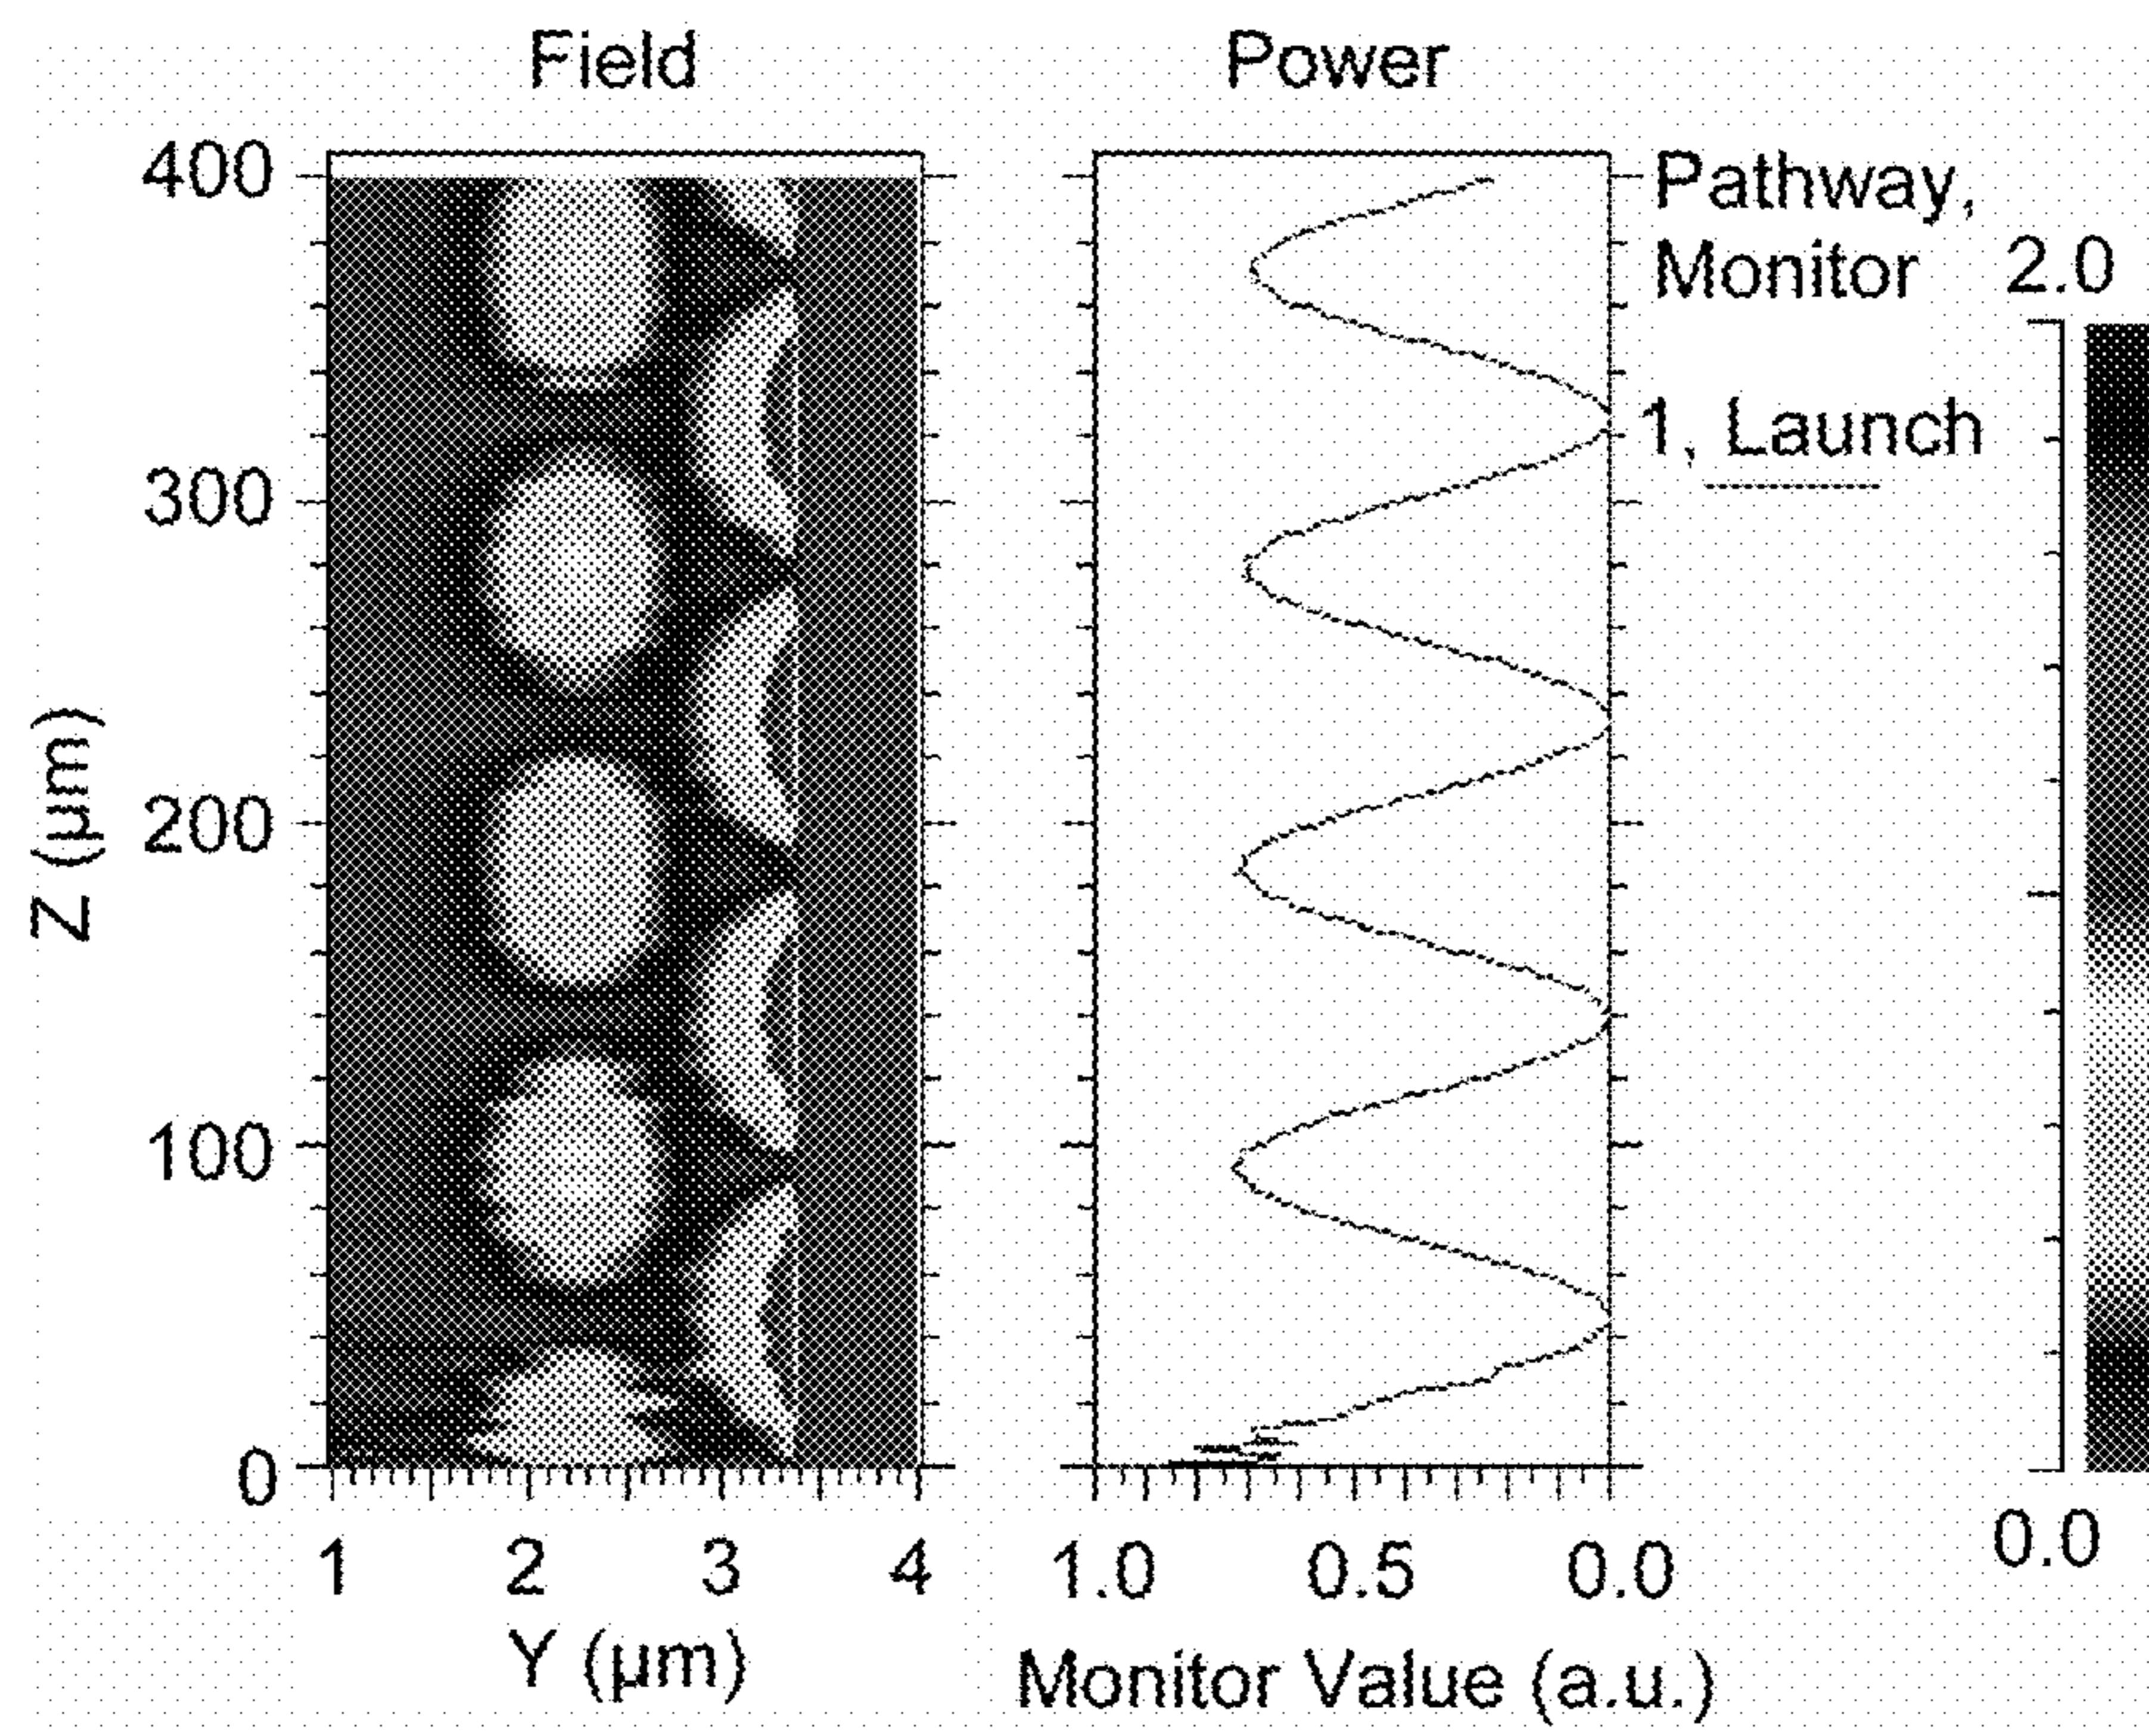 Field
Power
400
300
200
100
0
Z (µm)
1 2 3 4
Y (µm)
1.0 0.5 0.0
Monitor Value (a.u.)
Pathway,
Monitor
1, Launch
2.0
0.0